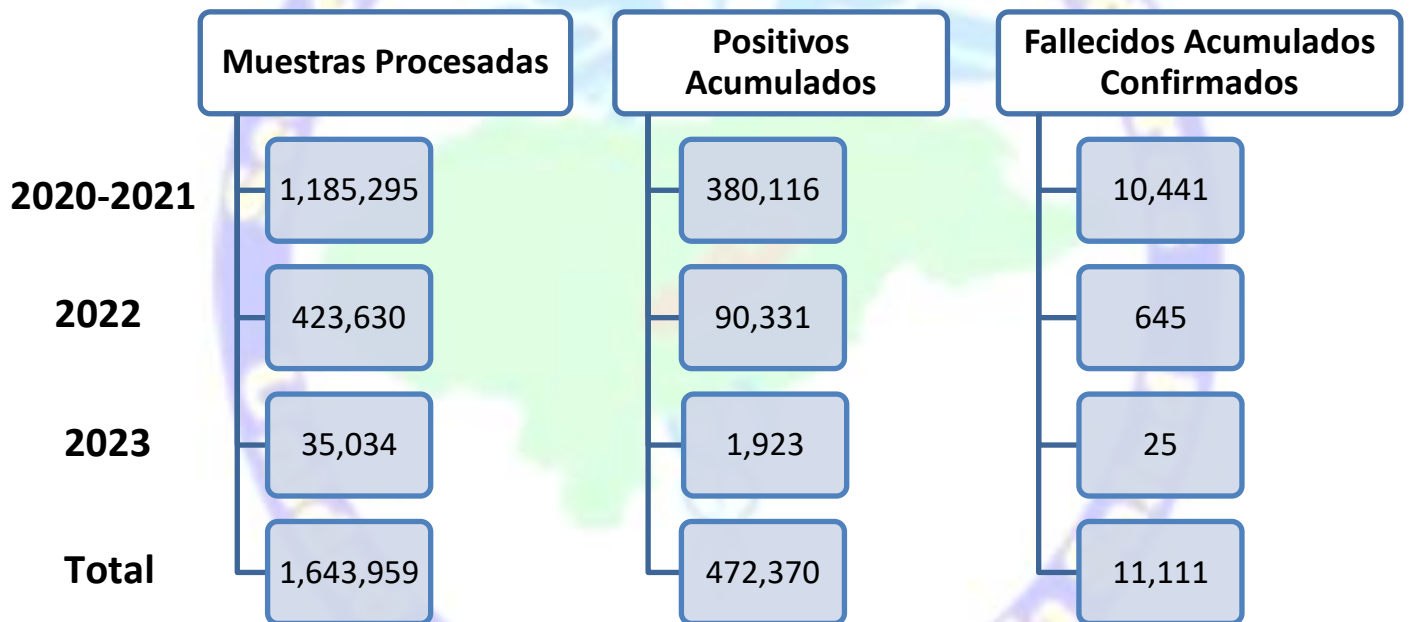 Muestras Procesadas
Positivos
Acumulados
Fallecidos Acumulados
Confirmados
2020-2021
1,185,295
380,116
10,441
2022
423,630
90,331
645
2023
35,034
1,923
25
Total
1,643,959
472,370
11,111